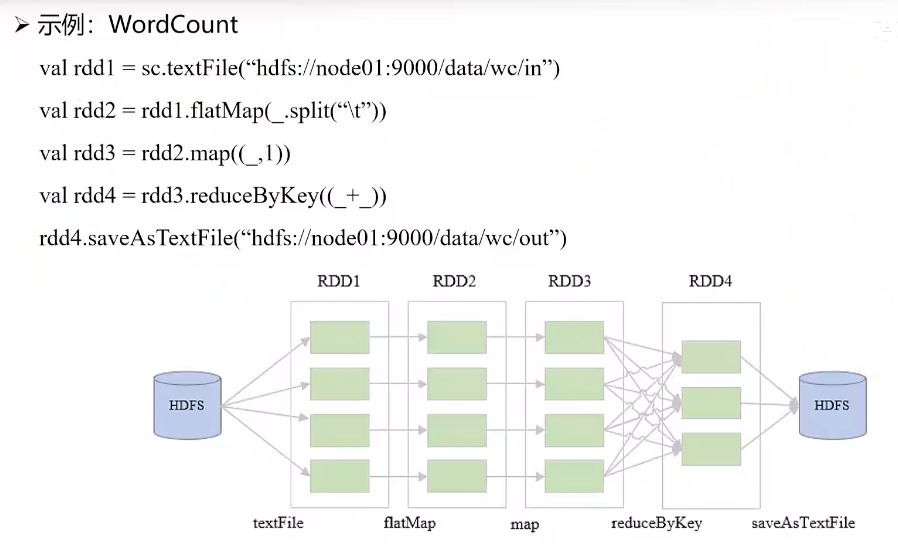 ➢ 示例：WordCount
val rdd1 = sc.textFile(“hdfs://node01:9000/data/wc/in”)
val rdd2 = rdd1.flatMap(_.split(“\t”))
val rdd3 = rdd2.map((_,1))
val rdd4 = rdd3.reduceByKey((_+_))
rdd4.saveAsTextFile(“hdfs://node01:9000/data/wc/out”)
RDD1 RDD2 RDD3 RDD4
HDFS HDFS
textFile flatMap map reduceByKey saveAsTextFile